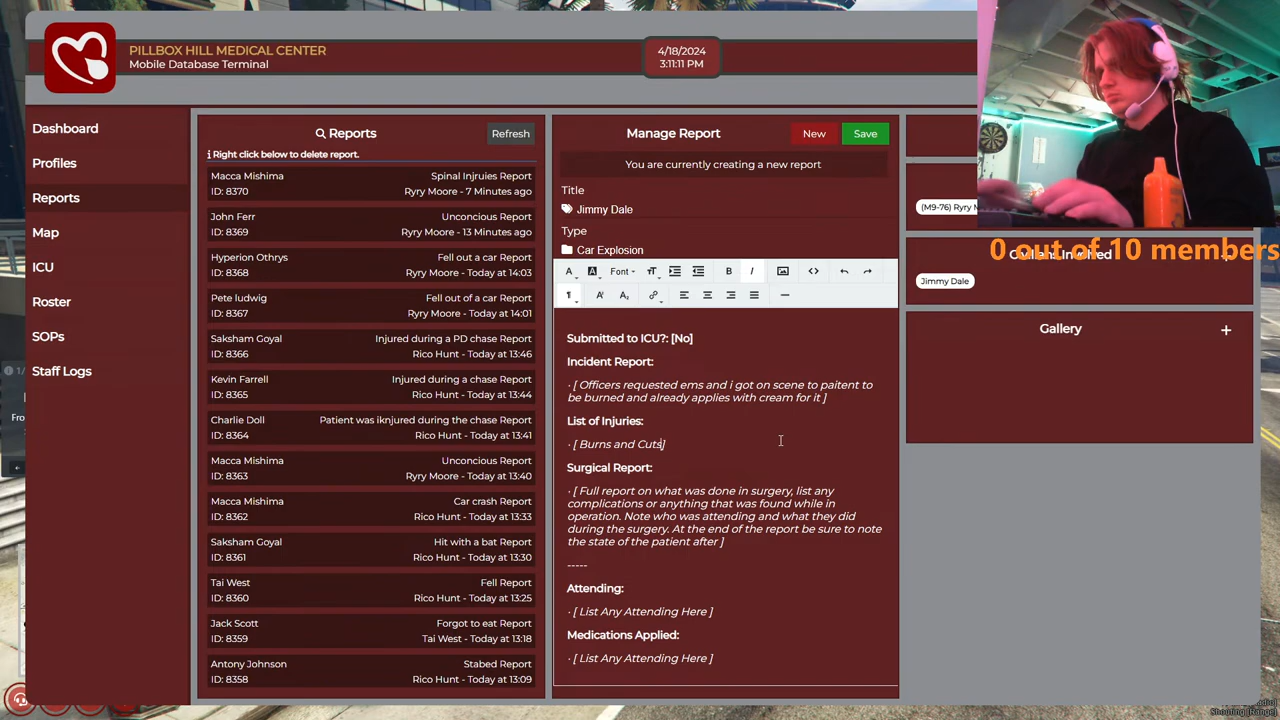 PILLBOX HILL MEDICAL CENTER
Mobile Database Terminal
4/18/2024
3:11:11 PM
Dashboard
Profiles
Reports
Map
ICU
Roster
SOPs
Staff Logs
Reports
Refresh
Right click below to delete report.
Macca Mishima Spinal Injruies Report
ID: 8370 Ryry Moore - 7 Minutes ago
John Ferr Unconcious Report
ID: 8369 Ryry Moore - 13 Minutes ago
Hyperion Othrys Fell out a car Report
ID: 8368 Ryry Moore - Today at 14:03
Pete ludwig Fell out of a car Report
ID: 8367 Ryry Moore - Today at 14:01
Saksham Goyal Injured during a PD chase Report
ID: 8366 Rico Hunt - Today at 13:46
Kevin Farrell Injured during a chase Report
ID: 8365 Rico Hunt - Today at 13:44
Charlie Doll Patient was iknjured during the chase Report
ID: 8364 Rico Hunt - Today at 13:41
Macca Mishima Unconcious Report
ID: 8363 Ryry Moore - Today at 13:40
Macca Mishima Car crash Report
ID: 8362 Rico Hunt - Today at 13:33
Saksham Goyal Hit with a bat Report
ID: 8361 Rico Hunt - Today at 13:30
Tai West Fell Report
ID: 8360 Rico Hunt - Today at 13:25
Jack Scott Forgot to eat Report
ID: 8359 Tai West - Today at 13:18
Antony Johnson Stabed Report
ID: 8358 Rico Hunt - Today at 13:09
Manage Report
New
Save
You are currently creating a new report
Title
Jimmy Dale
Type
Car Explosion
Font
Submitted to ICU?: [No]
Incident Report:
· [ Officers requested ems and i got on scene to paitent to
be burned and already applies with cream for it ]
List of Injuries:
· [ Burns and Cuts]
Surgical Report:
· [ Full report on what was done in surgery, list any
complications or anything that was found while in
operation. Note who was attending and what they did
during the surgery. At the end of the report be sure to note
the state of the patient after ]
-----
Attending:
· [ List Any Attending Here ]
Medications Applied:
· [ List Any Attending Here ]
(M9-76) Ryry M
0 out of 10 members
Civilians Involved
Jimmy Dale
Gallery